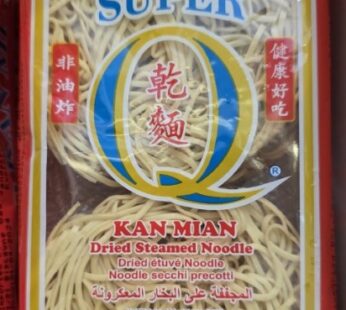 SUPER
Q
非油炸
乾麵
健康好吃
®
KAN MIAN
Dried Steamed Noodle
Dried étuvé Noodle
Noodle secchi precotti
المجففة على البخار المعكرونة